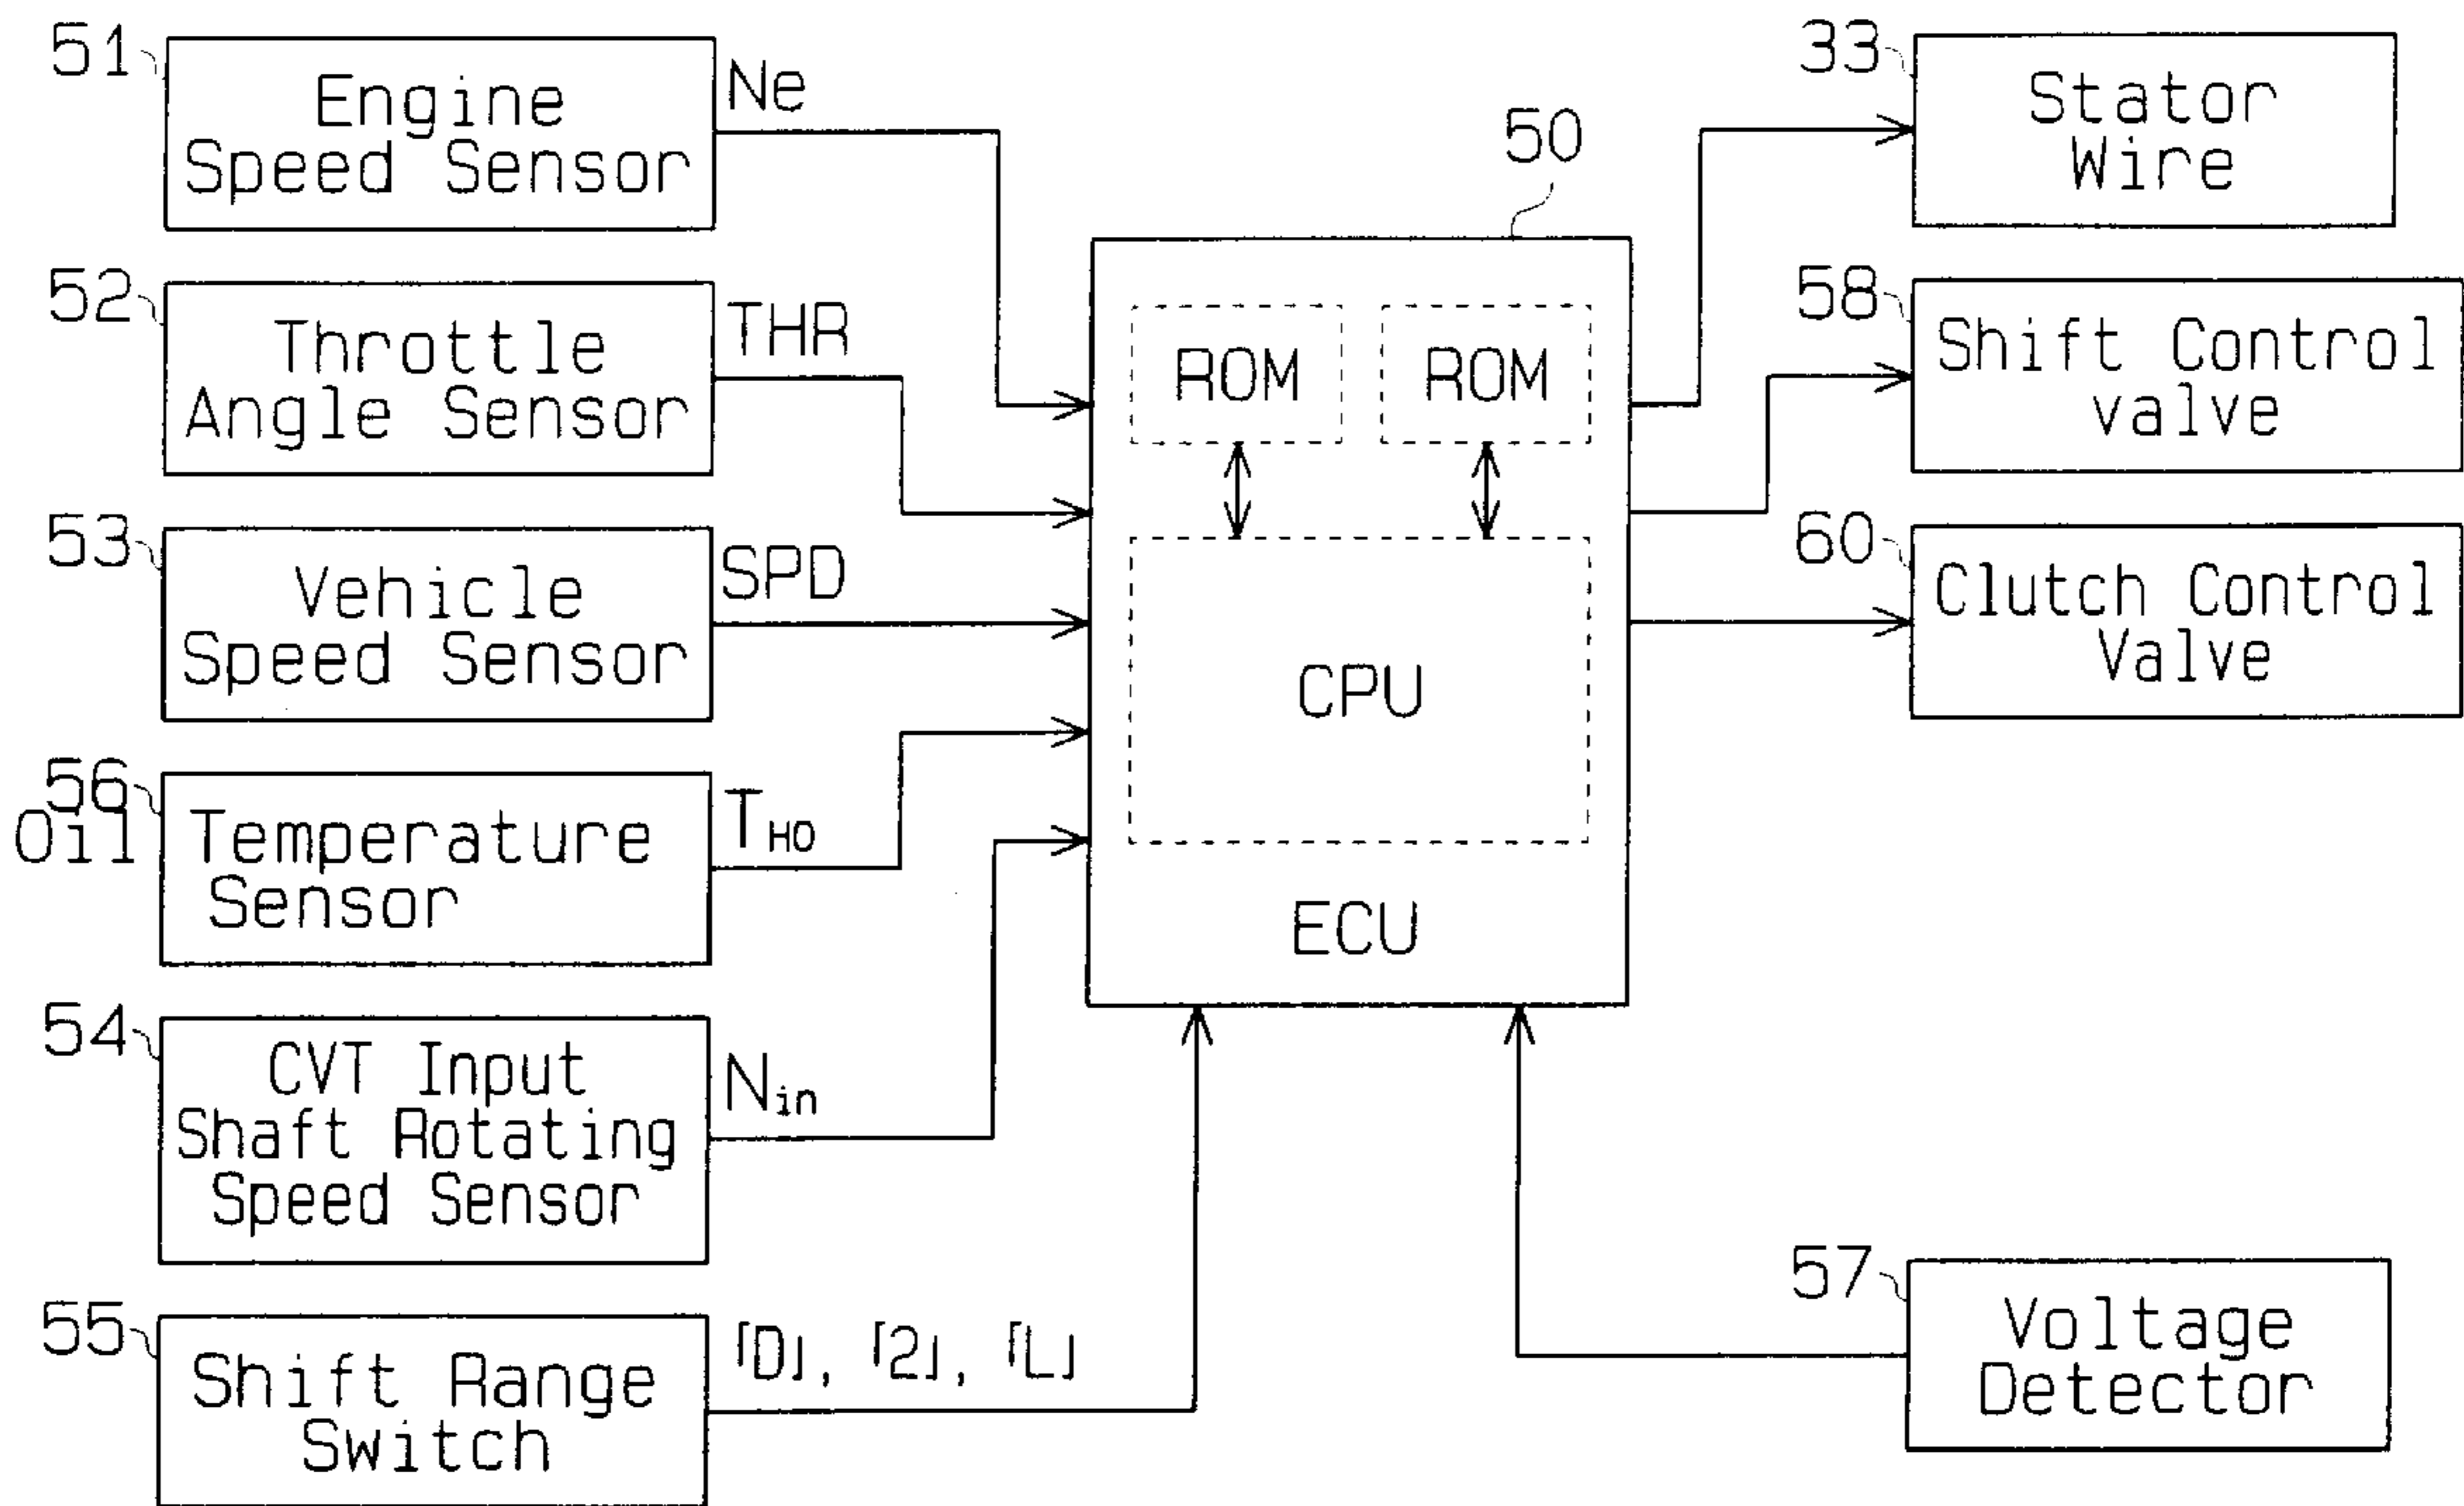 51
Engine
Speed Sensor
Ne
52
Throttle
Angle Sensor
THR
53
Vehicle
Speed Sensor
SPD
56
Oil Temperature
Sensor
THO
54
CVT Input
Shaft Rotating
Speed Sensor
Nin
55
Shift Range
Switch
「D」, 「2」, 「L」
50
ROM
ROM
CPU
ECU
33
Stator
Wire
58
Shift Control
valve
60
Clutch Control
Valve
57
Voltage
Detector